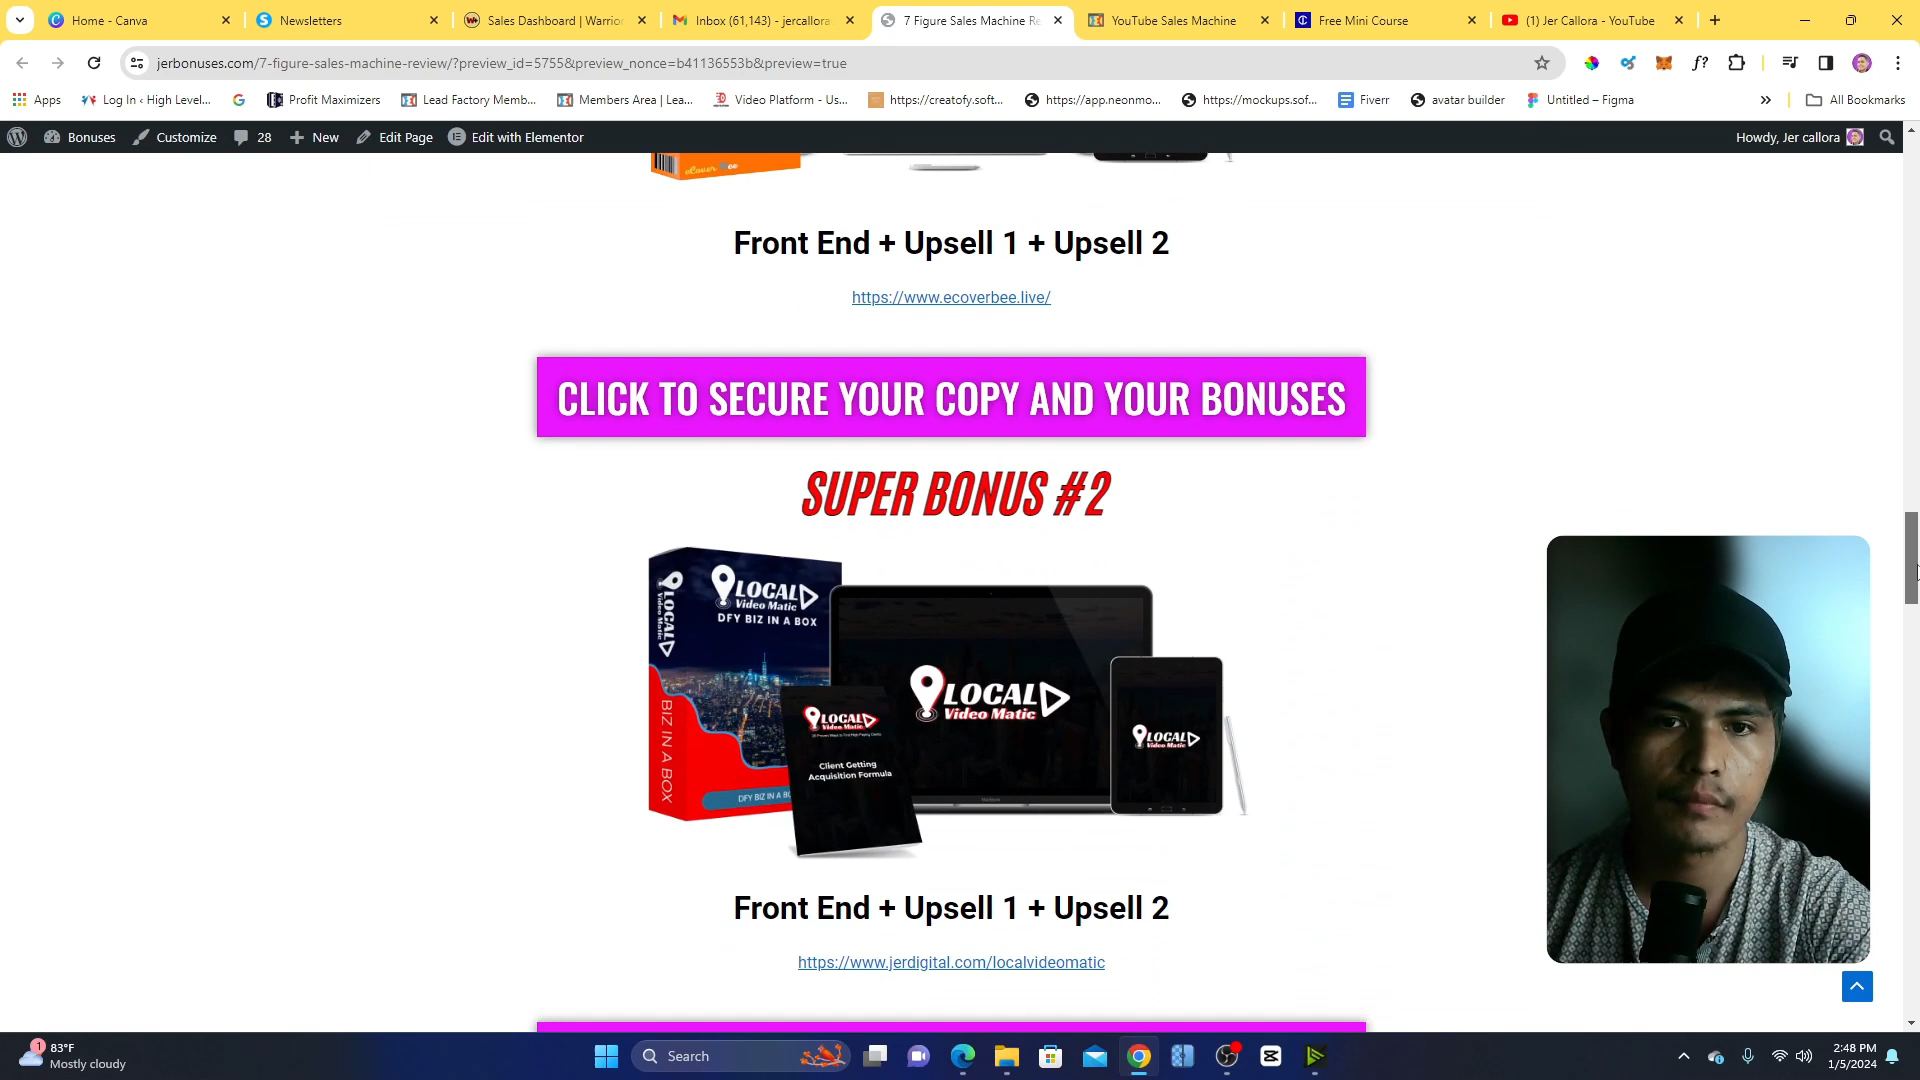 Home - Canva
Newsletters
Sales Dashboard | Warrior
Inbox (61,143) - jercallora
7 Figure Sales Machine Re
YouTube Sales Machine
Free Mini Course
(1) Jer Callora - YouTube
jerbonuses.com/7-figure-sales-machine-review/?preview_id=5755&preview_nonce=b41136553b&preview=true
Apps
Log In ‹ High Level...
Profit Maximizers
Lead Factory Memb...
Members Area | Lea...
Video Platform - Us...
https://creatofy.soft...
https://app.neonmo...
https://mockups.sof...
Fiverr
avatar builder
Untitled – Figma
All Bookmarks
Bonuses
Customize
28
New
Edit Page
Edit with Elementor
Howdy, Jer callora
Front End + Upsell 1 + Upsell 2
https://www.ecoverbee.live/
CLICK TO SECURE YOUR COPY AND YOUR BONUSES
SUPER BONUS #2
LOCAL
Video Matic
DFY BIZ IN A BOX
LOCAL
Video Matic
BIZ IN A BOX
LOCAL
Video Matic
Client Getting
Acquisition Formula
LOCAL
Video Matic
LOCAL
Video Matic
Front End + Upsell 1 + Upsell 2
https://www.jerdigital.com/localvideomatic
1
83°F
Mostly cloudy
Search
2:48 PM
1/5/2024